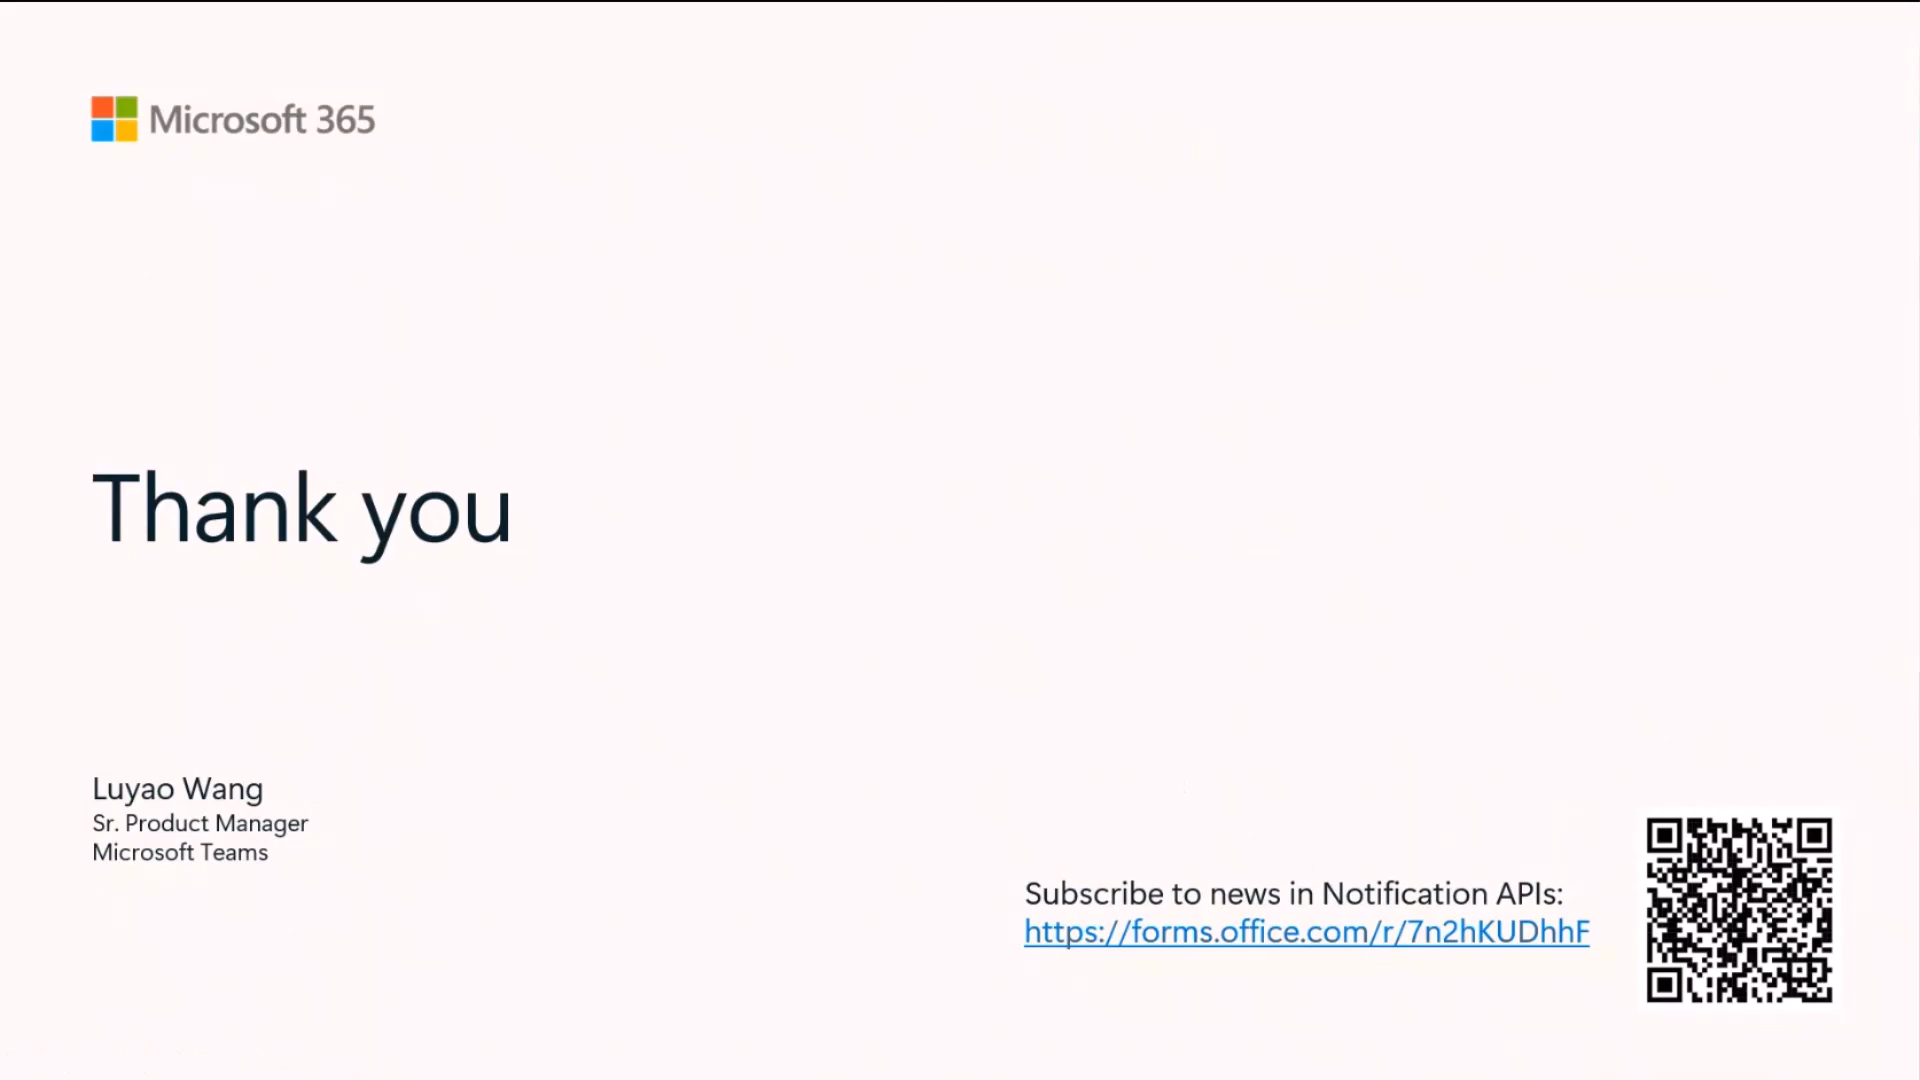 Microsoft 365
Thank you
Luyao Wang
Sr. Product Manager
Microsoft Teams
Subscribe to news in Notification APIs:
https://forms.office.com/r/7n2hKUDhhF